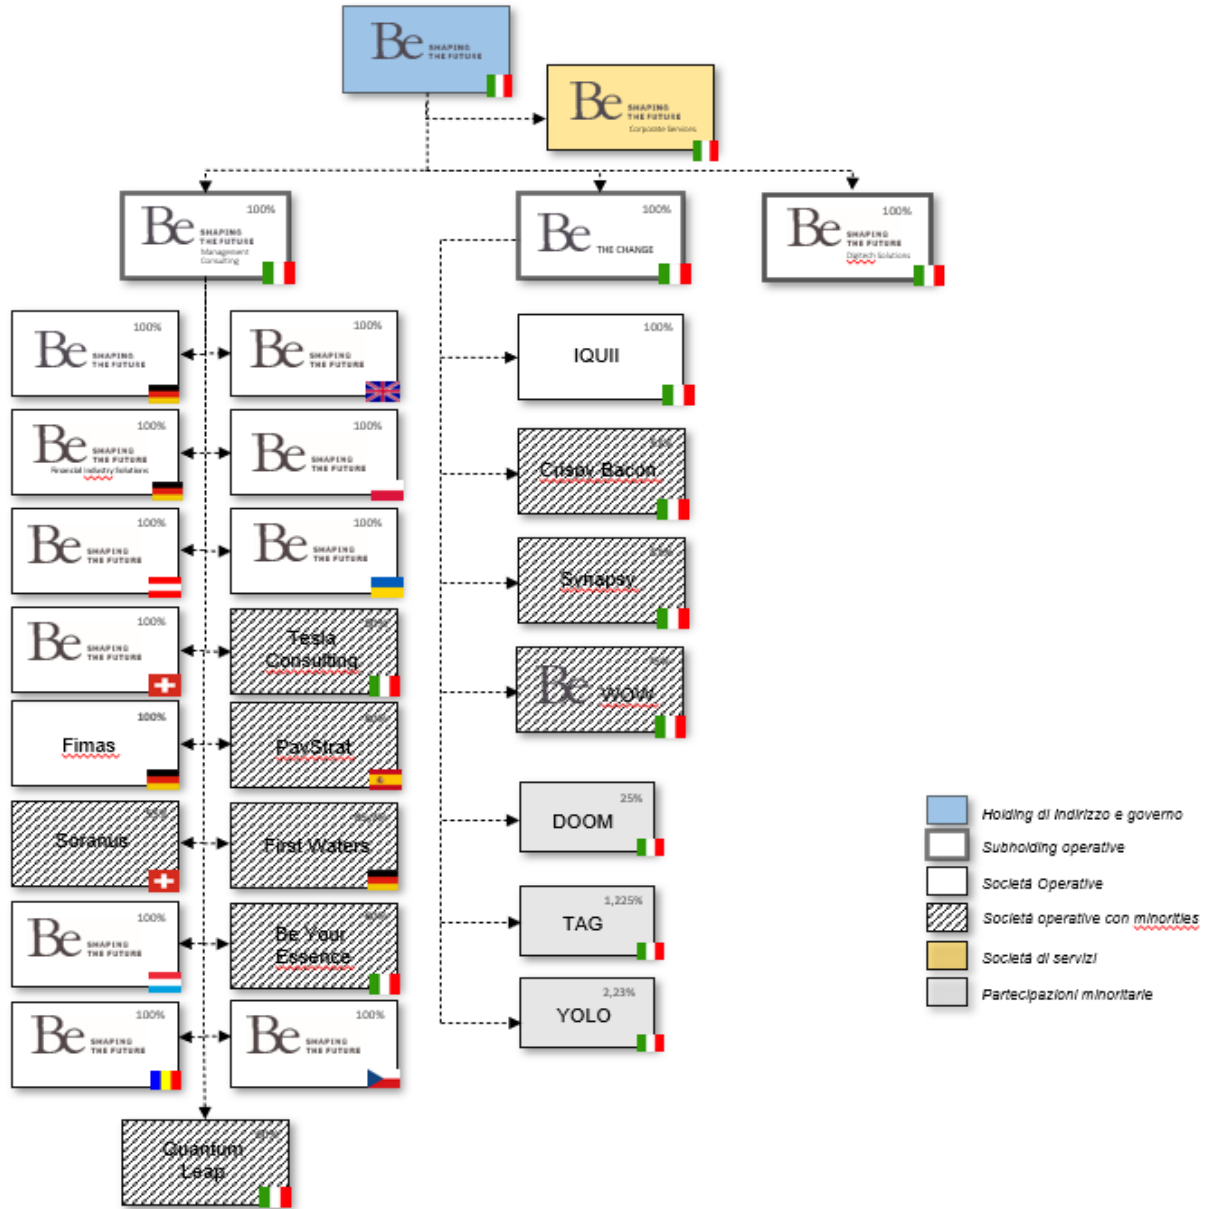 Be SHAPING
THE FUTURE
Be SHAPING
THE FUTURE
Corporate Services
100%
Be SHAPING
THE FUTURE
Management
Consulting
100%
Be THE CHANGE
100%
Be SHAPING
THE FUTURE
Digitech Solutions
100%
Be SHAPING
THE FUTURE
100%
Be SHAPING
THE FUTURE
100%
Be SHAPING
THE FUTURE
Financial Industry Solutions
100%
Be SHAPING
THE FUTURE
100%
Be SHAPING
THE FUTURE
100%
Be SHAPING
THE FUTURE
100%
Be SHAPING
THE FUTURE
Tesla
Consulting
100%
Fimas
PayStrat
Soranus
First Waters
100%
Be SHAPING
THE FUTURE
Be Your
Essence
100%
Be SHAPING
THE FUTURE
100%
Be SHAPING
THE FUTURE
Quantum
Leap
100%
IQUII
Crispy Bacon
Synapsy
Be WOW
25%
DOOM
1,225%
TAG
2,23%
YOLO
Holding di Indirizzo e governo
Subholding operative
Società Operative
Società operative con minorities
Società di servizi
Partecipazioni minoritarie